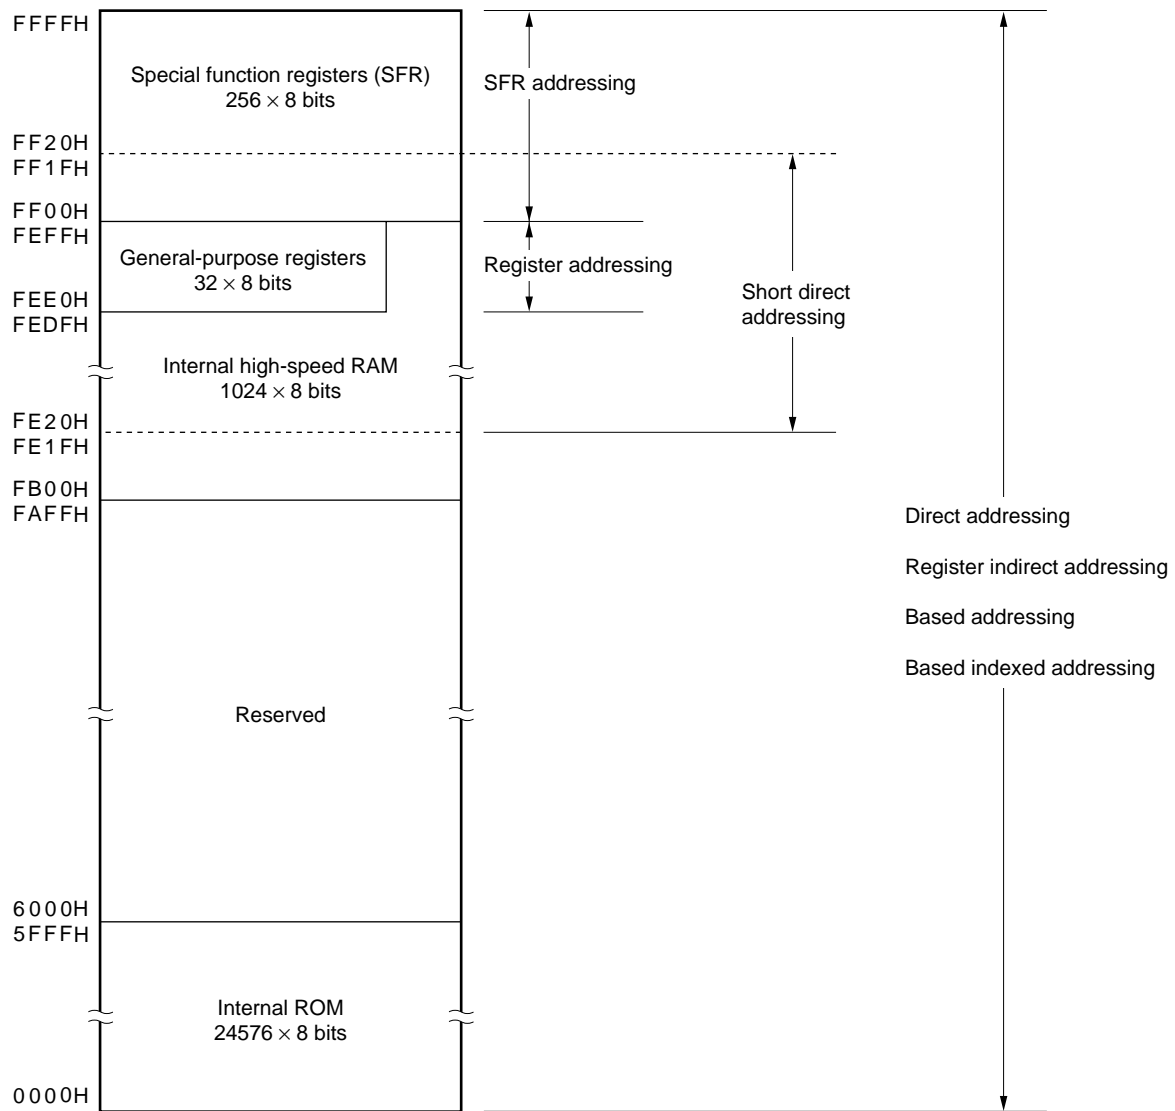 FFFFH
Special function registers (SFR)
256 × 8 bits
SFR addressing
FF20H
FF1FH
FF00H
FEFFH
General-purpose registers
32 × 8 bits
Register addressing
Short direct
addressing
FEE0H
FEDFH
Internal high-speed RAM
1024 × 8 bits
FE20H
FE1FH
FB00H
FAFFH
Direct addressing
Register indirect addressing
Based addressing
Based indexed addressing
Reserved
6000H
5FFFH
Internal ROM
24576 × 8 bits
0000H